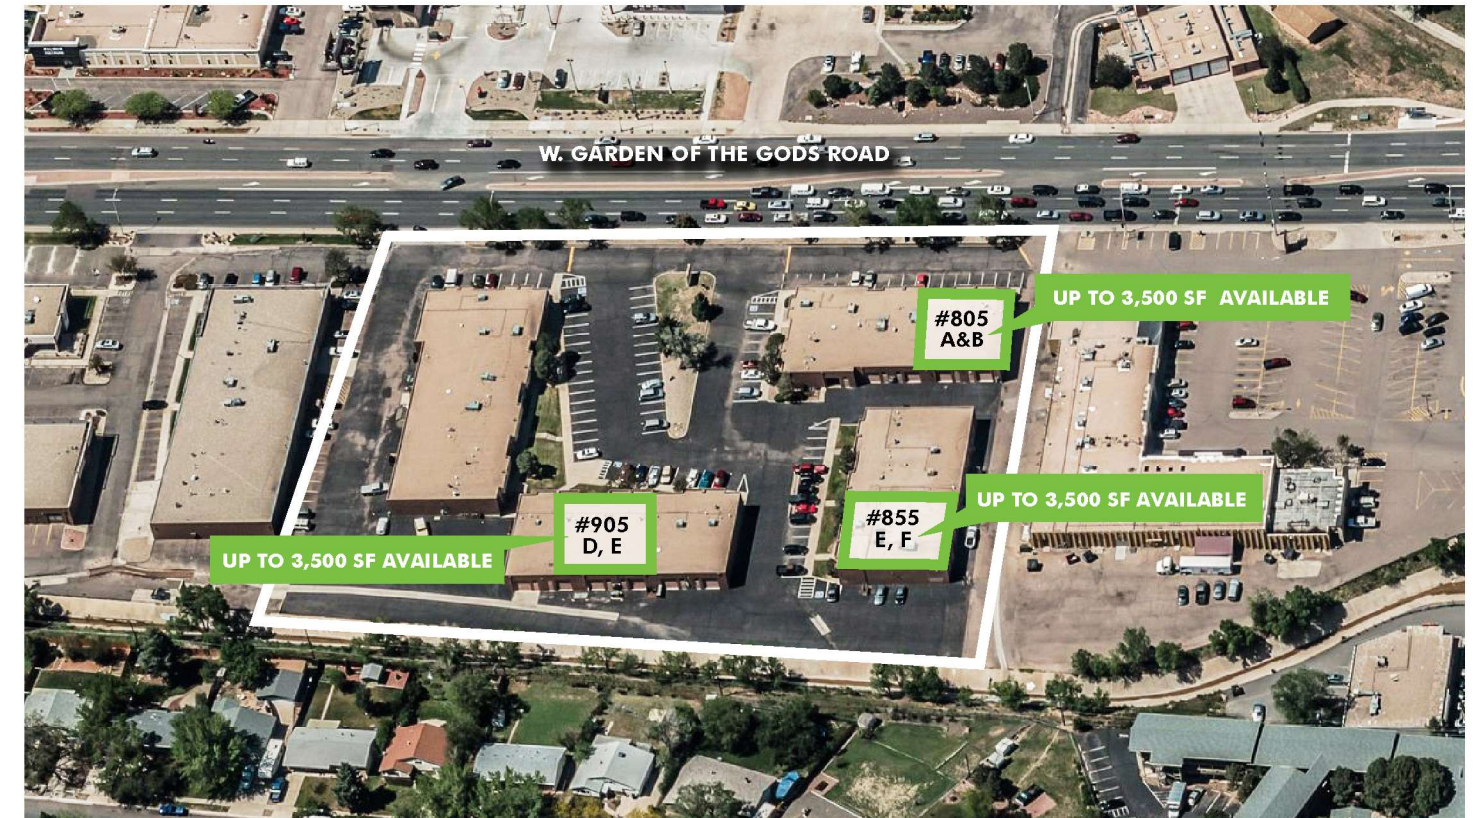 W. GARDEN OF THE GODS ROAD
UP TO 3,500 SF AVAILABLE
#805
A&B
UP TO 3,500 SF AVAILABLE
#855
E, F
#905
D, E
UP TO 3,500 SF AVAILABLE